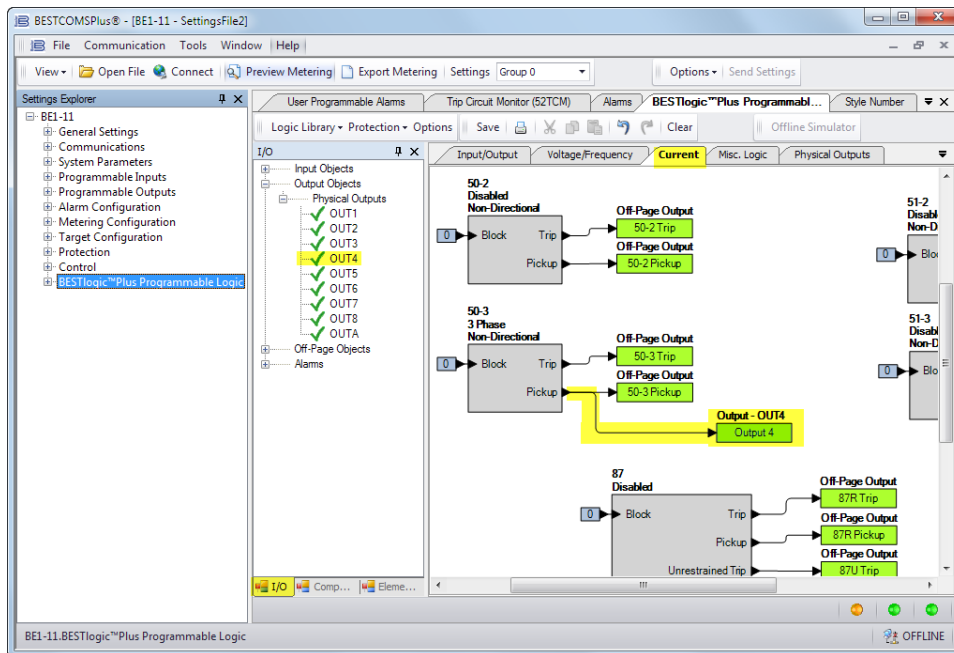 BESTCOMSPlus® - [BE1-11 - SettingsFile2]
File Communication Tools Window Help
View Open File Connect Preview Metering Export Metering Settings Group 0 Options Send Settings
Settings Explorer
BE1-11
General Settings
Communications
System Parameters
Programmable Inputs
Programmable Outputs
Alarm Configuration
Metering Configuration
Target Configuration
Protection
Control
BESTlogic™Plus Programmable Logic
User Programmable Alarms Trip Circuit Monitor (52TCM) Alarms BESTlogic™Plus Programmabl... Style Number
Logic Library Protection Options Save Clear Offline Simulator
I/O
Input Objects
Output Objects
Physical Outputs
OUT1
OUT2
OUT3
OUT4
OUT5
OUT6
OUT7
OUT8
OUTA
Off-Page Objects
Alarms
I/O Comp... Eleme...
Input/Output Voltage/Frequency Current Misc. Logic Physical Outputs
50-2
Disabled
Non-Directional
0 Block Trip
Pickup
Off-Page Output
50-2 Trip
Off-Page Output
50-2 Pickup
51-2
Disabl
Non-D
0 Blo
50-3
3 Phase
Non-Directional
0 Block Trip
Pickup
Off-Page Output
50-3 Trip
Off-Page Output
50-3 Pickup
Output - OUT4
Output 4
51-3
Disabl
Non-D
0 Blo
87
Disabled
0 Block Trip
Pickup
Unrestrained Trip
Off-Page Output
87R Trip
Off-Page Output
87R Pickup
Off-Page Output
87U Trip
BE1-11.BESTlogic™Plus Programmable Logic OFFLINE